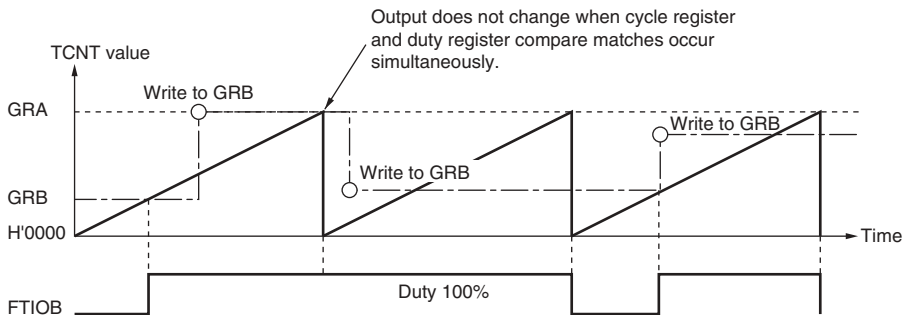 Output does not change when cycle register
and duty register compare matches occur
simultaneously.
TCNT value
Write to GRB
GRA
Write to GRB
Write to GRB
GRB
H'0000
Time
Duty 100%
FTIOB